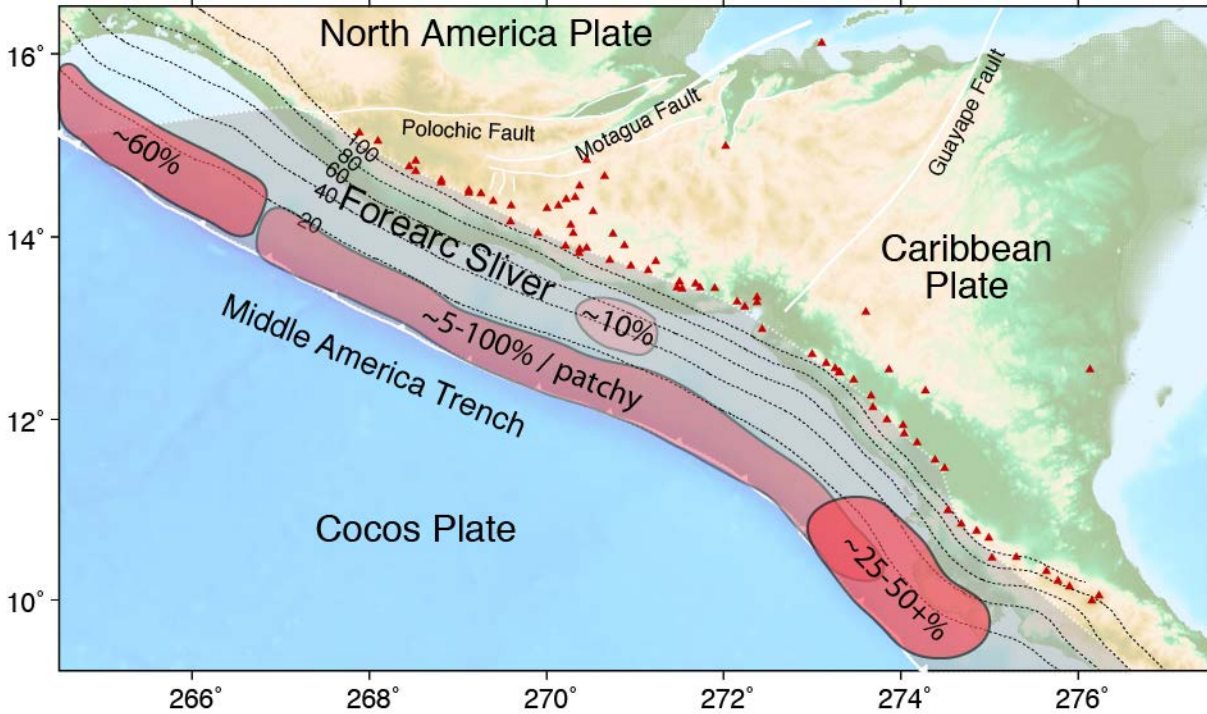 North America Plate
16°
Polochic Fault
Motagua Fault
Guayape Fault
~60%
100
80
60
40
20
14°
Forearc Sliver
Caribbean
Plate
~10%
Middle America Trench
~5-100% / patchy
12°
Cocos Plate
~25-50+%
10°
266°
268°
270°
272°
274°
276°